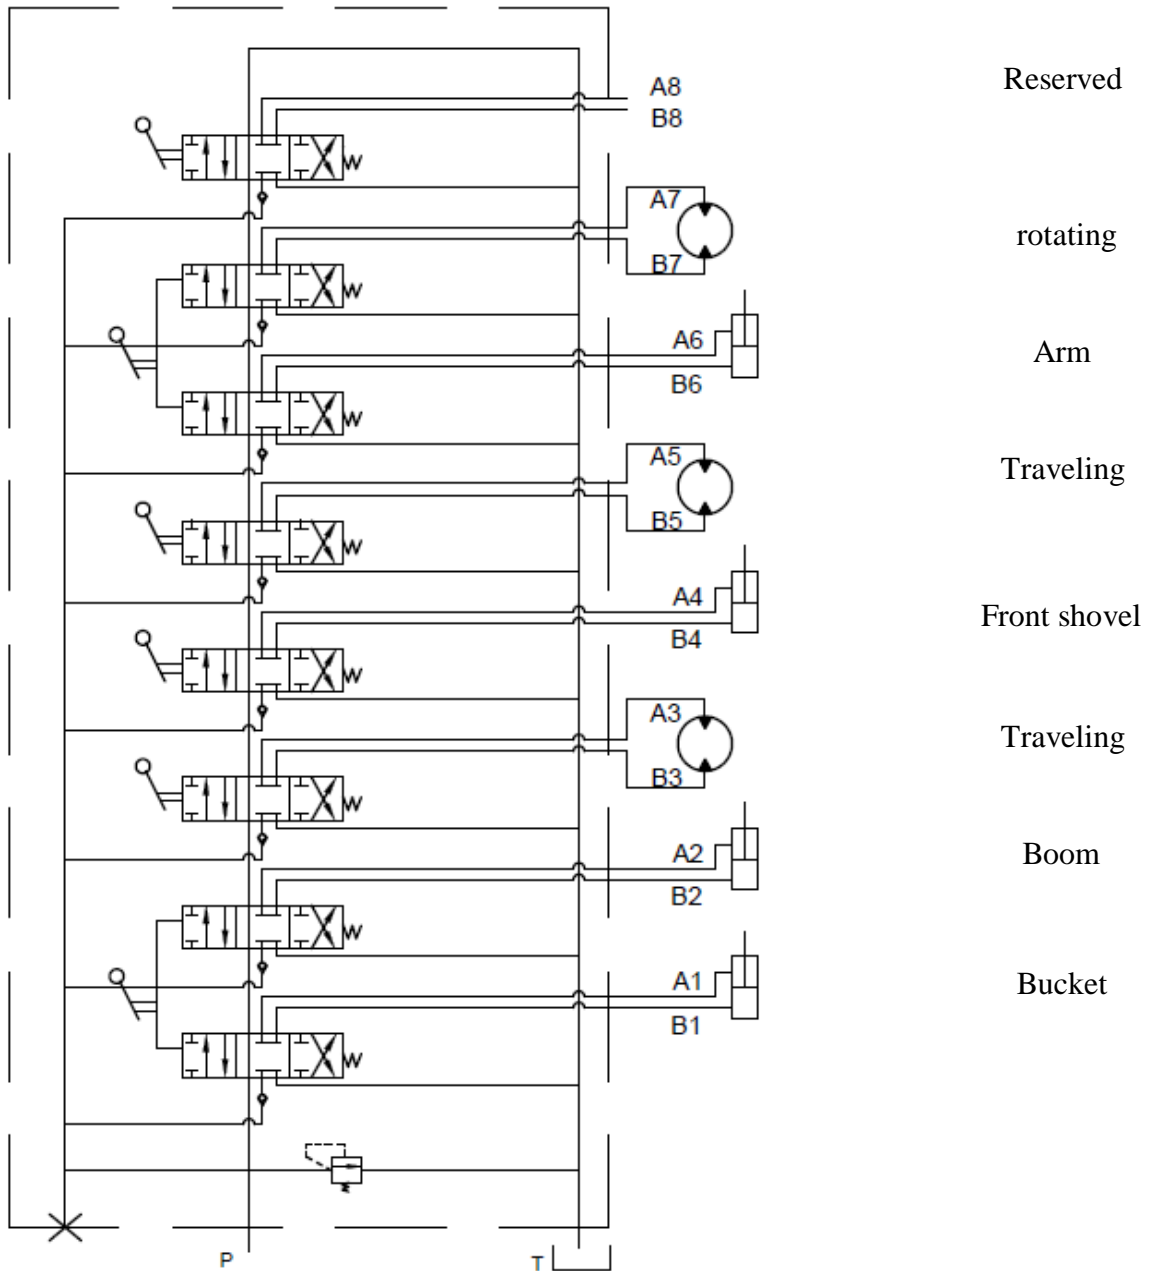 A8
Reserved
B8
A7
rotating
B7
A6
Arm
B6
A5
Traveling
B5
A4
Front shovel
B4
A3
Traveling
B3
A2
Boom
B2
A1
Bucket
B1
P
T